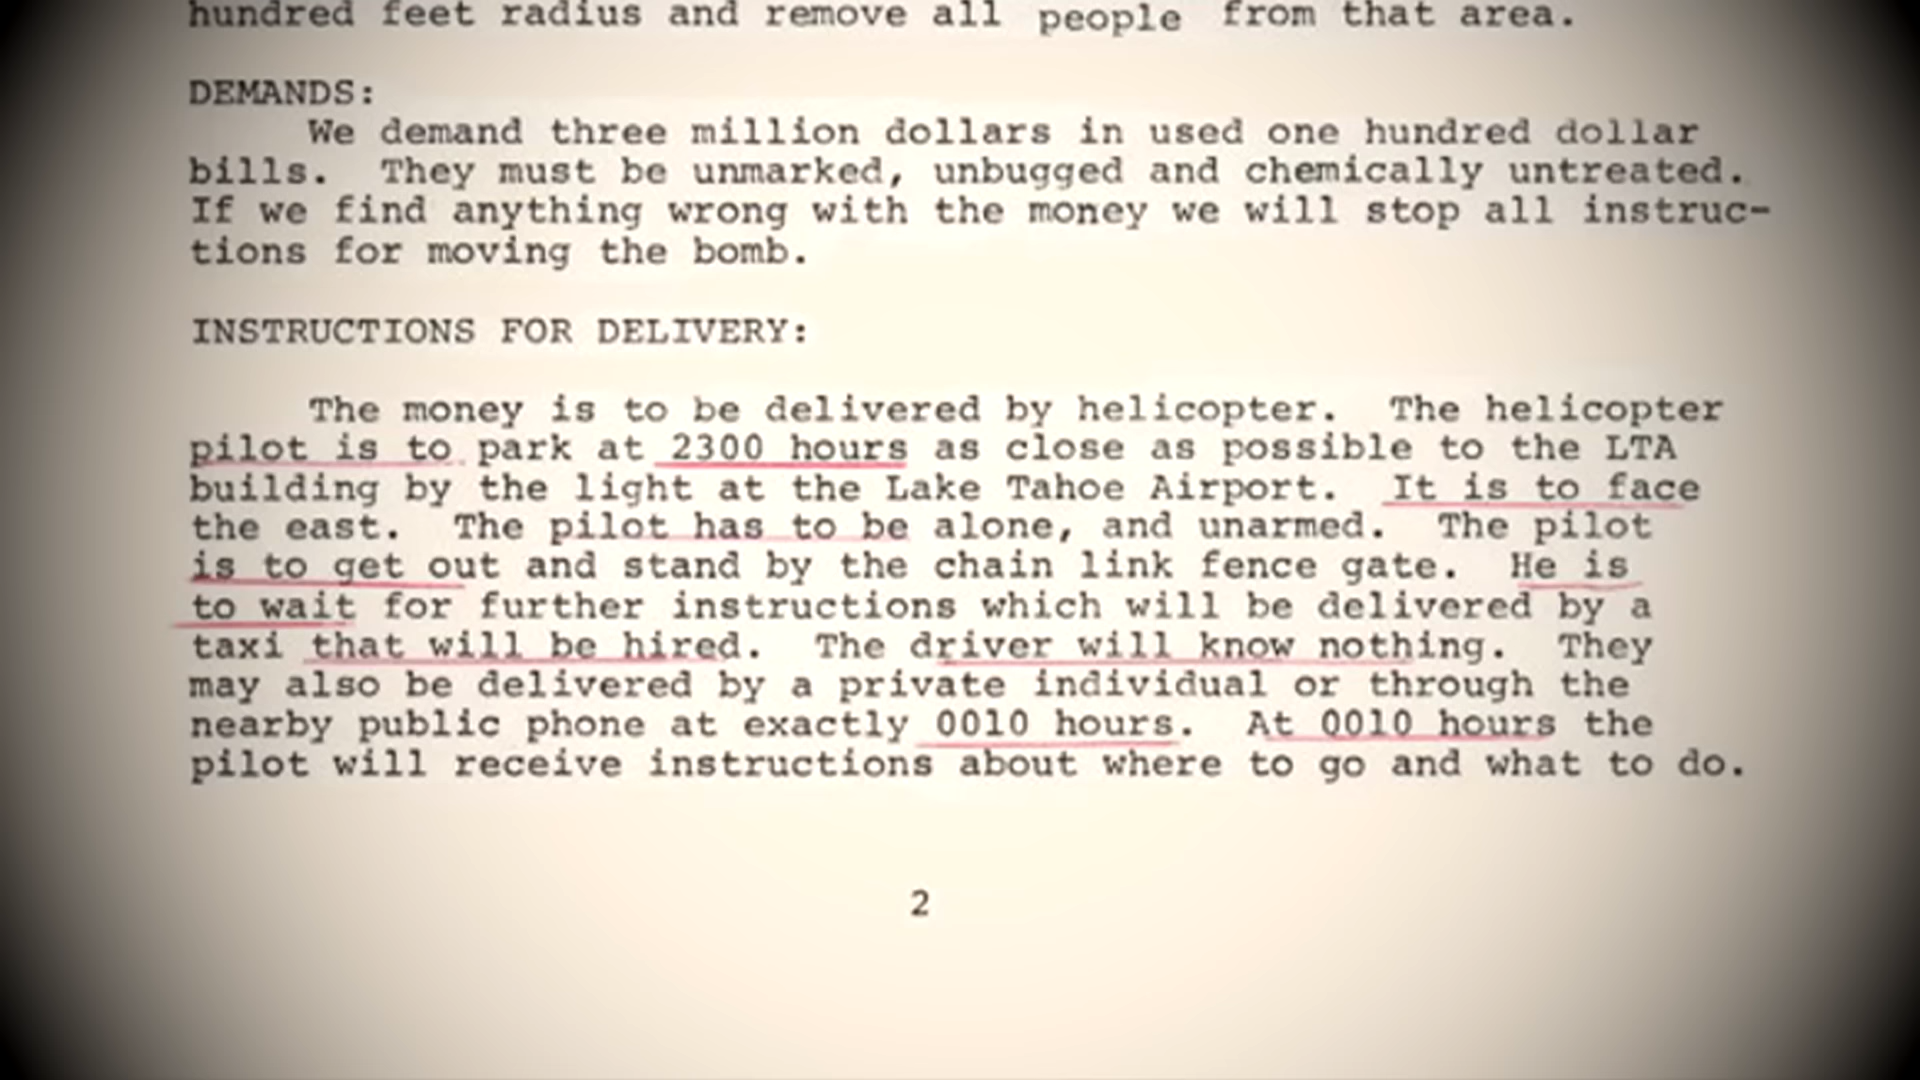 hundred feet radius and remove all people from that area.
DEMANDS:
We demand three million dollars in used one hundred dollar
bills. They must be unmarked, unbugged and chemically untreated.
If we find anything wrong with the money we will stop all instruc-
tions for moving the bomb.
INSTRUCTIONS FOR DELIVERY:
The money is to be delivered by helicopter. The helicopter
pilot is to park at 2300 hours as close as possible to the LTA
building by the light at the Lake Tahoe Airport. It is to face
the east. The pilot has to be alone, and unarmed. The pilot
is to get out and stand by the chain link fence gate. He is
to wait for further instructions which will be delivered by a
taxi that will be hired. The driver will know nothing. They
may also be delivered by a private individual or through the
nearby public phone at exactly 0010 hours. At 0010 hours the
pilot will receive instructions about where to go and what to do.
2